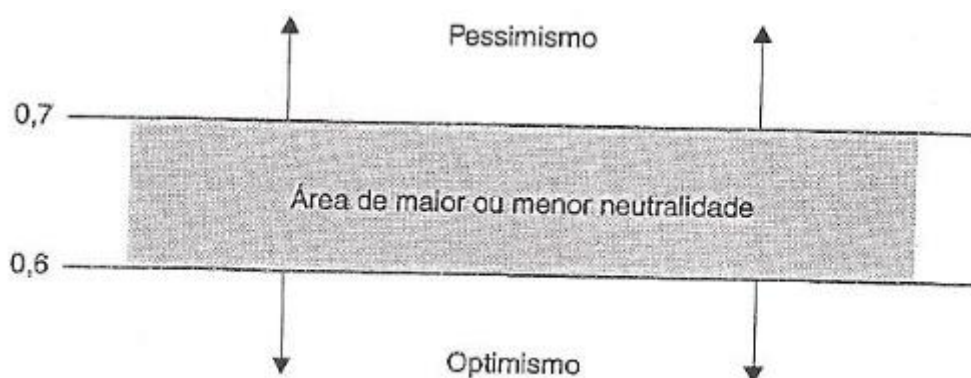 Pessimismo
0,7
Área de maior ou menor neutralidade
0,6
Optimismo